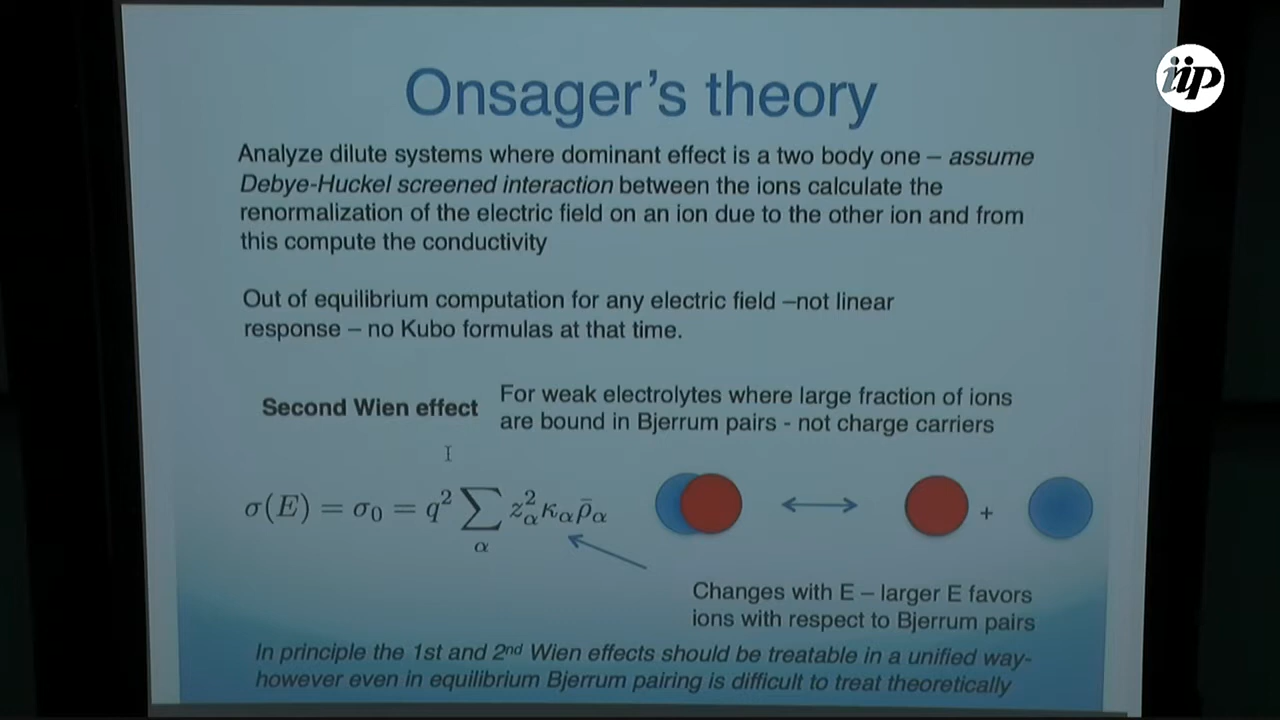 iip
Onsager's theory
Analyze dilute systems where dominant effect is a two body one – assume
Debye-Huckel screened interaction between the ions calculate the
renormalization of the electric field on an ion due to the other ion and from
this compute the conductivity
Out of equilibrium computation for any electric field –not linear
response – no Kubo formulas at that time.
Second Wien effect
For weak electrolytes where large fraction of ions
are bound in Bjerrum pairs - not charge carriers
σ(E) = σ₀ = q² ∑ z²_α κ_α ρ̄_α
α
+
Changes with E – larger E favors
ions with respect to Bjerrum pairs
In principle the 1st and 2nd Wien effects should be treatable in a unified way-
however even in equilibrium Bjerrum pairing is difficult to treat theoretically